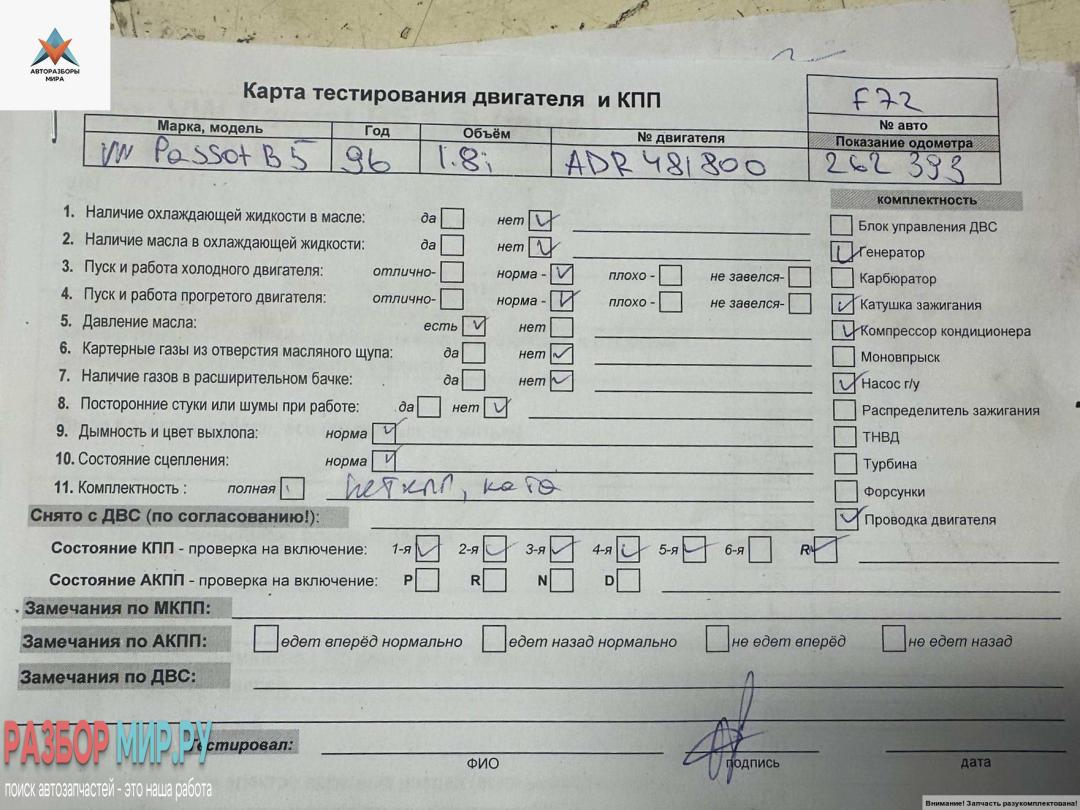 АВТОРАЗБОРЫ
МИРА
Карта тестирования двигателя и КПП
F72
№ авто
Марка, модель Год Объём № двигателя Показание одометра
VW Passat B5 96 1.8i ADR 481800 262 393
1. Наличие охлаждающей жидкости в масле: да нет
2. Наличие масла в охлаждающей жидкости: да нет
3. Пуск и работа холодного двигателя: отлично- норма - плохо - не завелся-
4. Пуск и работа прогретого двигателя: отлично- норма - плохо - не завелся-
5. Давление масла: есть нет
6. Картерные газы из отверстия масляного щупа: да нет
7. Наличие газов в расширительном бачке: да нет
8. Посторонние стуки или шумы при работе: да нет
9. Дымность и цвет выхлопа: норма
10. Состояние сцепления: норма
11. Комплектность : полная
комплектность
Блок управления ДВС
Генератор
Карбюратор
Катушка зажигания
Компрессор кондиционера
Моновпрыск
Насос г/у
Распределитель зажигания
ТНВД
Турбина
Форсунки
Проводка двигателя
Снято с ДВС (по согласованию!):
Состояние КПП - проверка на включение: 1-я 2-я 3-я 4-я 5-я 6-я R
Состояние АКПП - проверка на включение: P R N D
Замечания по МКПП:
Замечания по АКПП: едет вперёд нормально едет назад нормально не едет вперёд не едет назад
Замечания по ДВС:
Тестировал:
ФИО подпись дата
РАЗБОР МИР.РУ
поиск автозапчастей - это наша работа
Внимание! Запчасть разукомплектована!